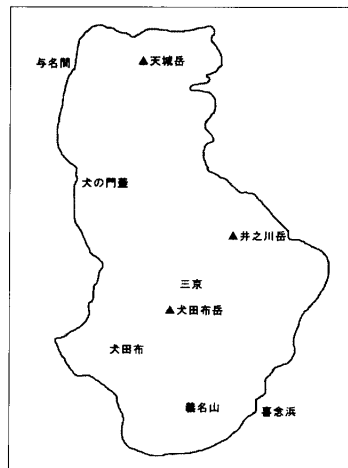 与名間
▲天城岳
犬の門蓋
▲井之川岳
三京
▲犬田布岳
犬田布
義名山
喜念浜